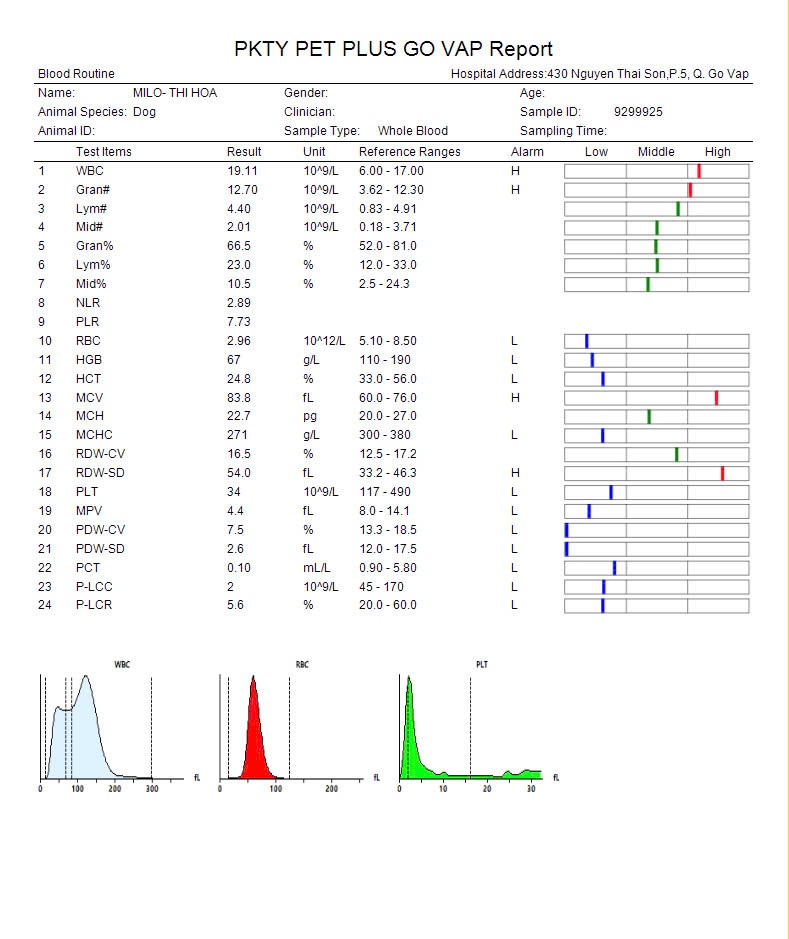 PKTY PET PLUS GO VAP Report
Blood Routine Hospital Address:430 Nguyen Thai Son,P.5, Q. Go Vap
Name: MILO- THI HOA Gender: Age:
Animal Species: Dog Clinician: Sample ID: 9299925
Animal ID: Sample Type: Whole Blood Sampling Time:
Test Items Result Unit Reference Ranges Alarm Low Middle High
1 WBC 19.11 10^9/L 6.00 - 17.00 H
2 Gran# 12.70 10^9/L 3.62 - 12.30 H
3 Lym# 4.40 10^9/L 0.83 - 4.91
4 Mid# 2.01 10^9/L 0.18 - 3.71
5 Gran% 66.5 % 52.0 - 81.0
6 Lym% 23.0 % 12.0 - 33.0
7 Mid% 10.5 % 2.5 - 24.3
8 NLR 2.89
9 PLR 7.73
10 RBC 2.96 10^12/L 5.10 - 8.50 L
11 HGB 67 g/L 110 - 190 L
12 HCT 24.8 % 33.0 - 56.0 L
13 MCV 83.8 fL 60.0 - 76.0 H
14 MCH 22.7 pg 20.0 - 27.0
15 MCHC 271 g/L 300 - 380 L
16 RDW-CV 16.5 % 12.5 - 17.2
17 RDW-SD 54.0 fL 33.2 - 46.3 H
18 PLT 34 10^9/L 117 - 490 L
19 MPV 4.4 fL 8.0 - 14.1 L
20 PDW-CV 7.5 % 13.3 - 18.5 L
21 PDW-SD 2.6 fL 12.0 - 17.5 L
22 PCT 0.10 mL/L 0.90 - 5.80 L
23 P-LCC 2 10^9/L 45 - 170 L
24 P-LCR 5.6 % 20.0 - 60.0 L
WBC RBC PLT
0 100 200 300 fL 0 100 200 fL 0 10 20 30 fL